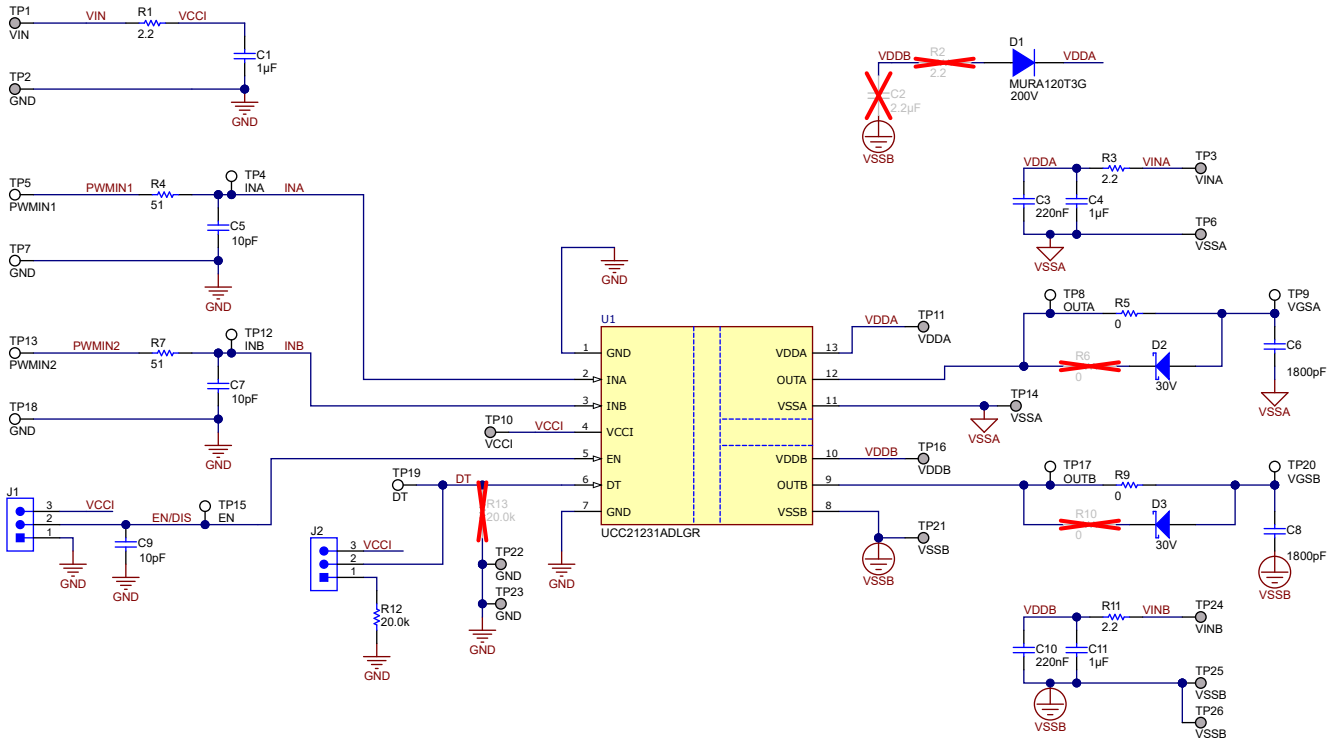 TP1
VIN
VIN
R1
2.2
VCCI
C1
1µF
TP2
GND
GND
VDDB
R2
2.2
D1
MURA120T3G
200V
VDDA
C2
2.2µF
VSSB
TP5
PWMIN1
PWMIN1
R4
51
TP4
INA
INA
C5
10pF
TP7
GND
GND
VDDA
R3
2.2
VINA
TP3
VINA
C3
220nF
C4
1µF
TP6
VSSA
VSSA
TP13
PWMIN2
PWMIN2
R7
51
TP12
INB
INB
C7
10pF
TP18
GND
GND
GND
U1
1
GND
2
INA
3
INB
4
VCCI
5
EN
6
DT
7
GND
VDDA
13
OUTA
12
VSSA
11
VDDB
10
OUTB
9
VSSB
8
UCC21231ADLGR
TP10
VCCI
VCCI
VDDA
TP11
VDDA
TP8
OUTA
R5
0
R6
0
D2
30V
TP9
VGSA
C6
1800pF
VSSA
TP14
VSSA
VSSA
VDDB
TP16
VDDB
TP17
OUTB
R9
0
R10
0
D3
30V
TP20
VGSB
C8
1800pF
VSSB
TP21
VSSB
VSSB
J1
3
2
1
VCCI
EN/DIS
TP15
EN
C9
10pF
GND
GND
TP19
DT
DT
R13
20.0k
J2
3
2
1
VCCI
R12
20.0k
GND
TP22
GND
TP23
GND
GND
GND
VDDB
R11
2.2
VINB
TP24
VINB
C10
220nF
C11
1µF
TP25
VSSB
TP26
VSSB
VSSB